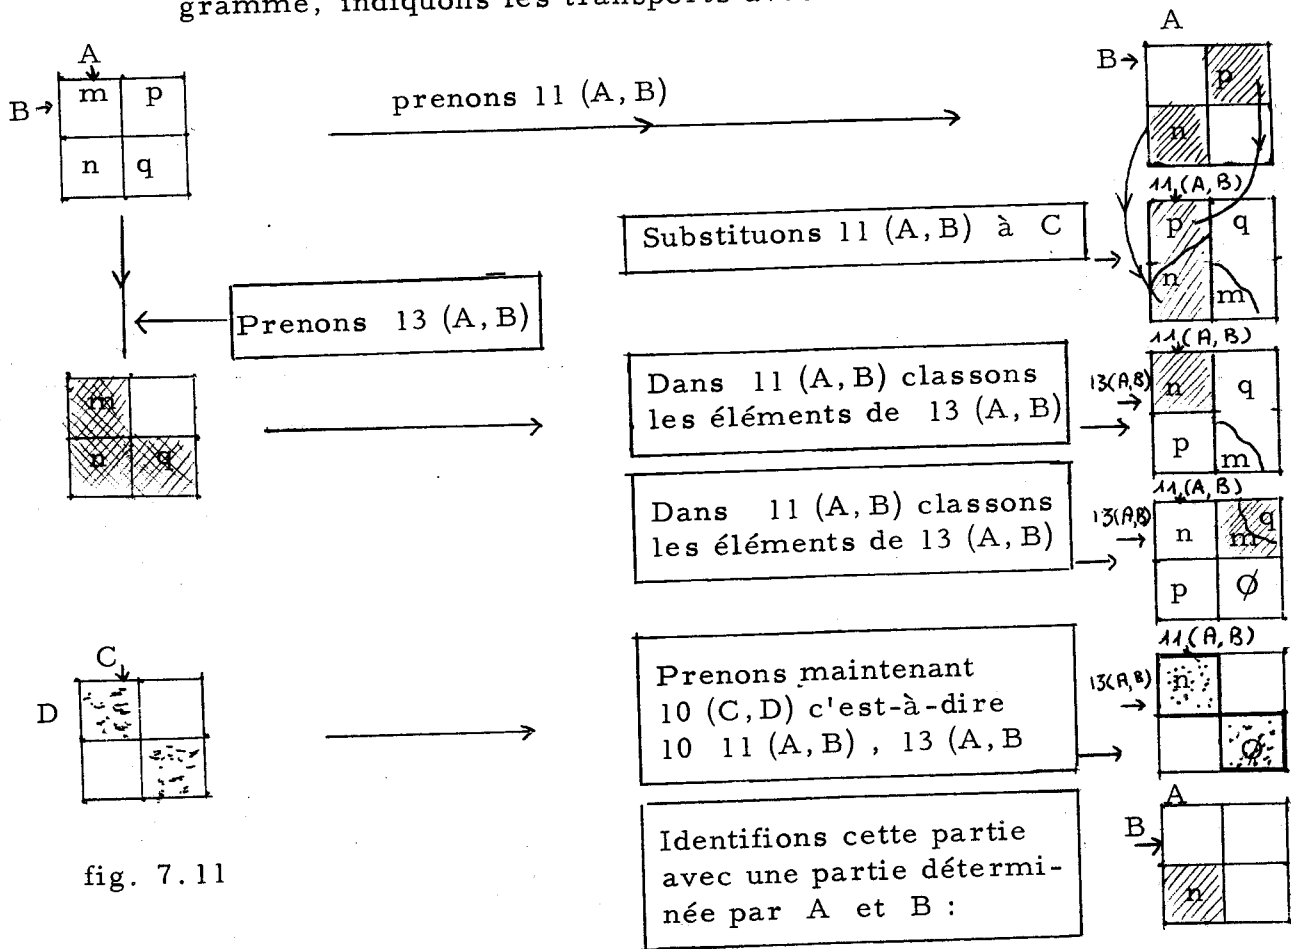 gramme, indiquons les transports
A
B → m p
n q
prenons 11 (A, B)
A
B →
p
n
11 (A, B)
Substituons 11 (A, B) à C
p q
n m
Prenons 13 (A, B)
m
n q
Dans 11 (A, B) classons
les éléments de 13 (A, B)
11 (A, B)
13 (A, B)
n q
p m
Dans 11 (A, B) classons
les éléments de 13 (A, B)
11 (A, B)
13 (A, B)
n m q
p Ø
C
D
Prenons maintenant
10 (C, D) c'est-à-dire
10 11 (A, B) , 13 (A, B
11 (A, B)
13 (A, B)
n
Ø
Identifions cette partie
avec une partie détermi-
née par A et B :
A
B
n
fig. 7.11